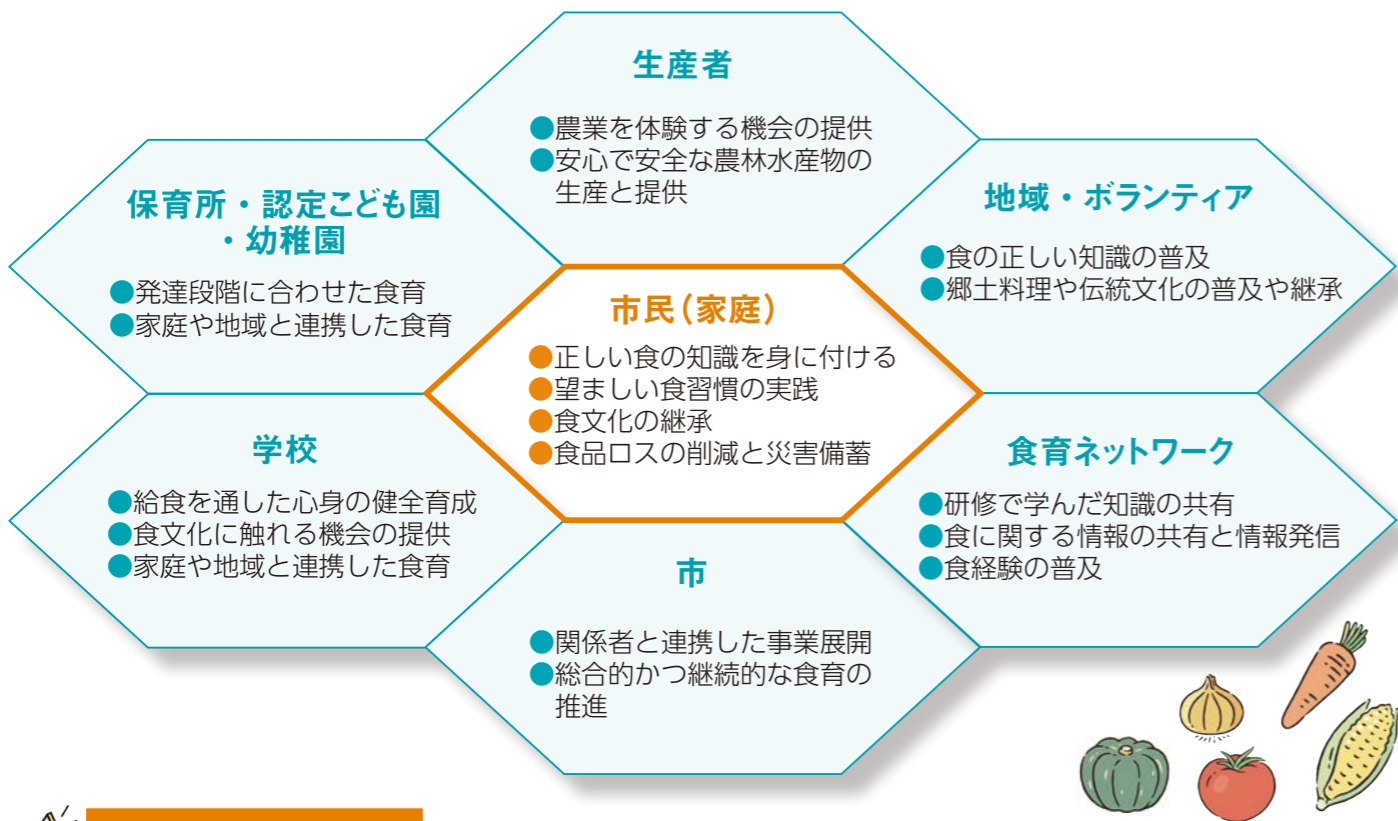 生産者
●農業を体験する機会の提供
●安心で安全な農林水産物の
生産と提供
保育所・認定こども園
・幼稚園
●発達段階に合わせた食育
●家庭や地域と連携した食育
地域・ボランティア
●食の正しい知識の普及
●郷土料理や伝統文化の普及や継承
市民(家庭)
●正しい食の知識を身に付ける
●望ましい食習慣の実践
●食文化の継承
●食品ロスの削減と災害備蓄
学校
●給食を通した心身の健全育成
●食文化に触れる機会の提供
●家庭や地域と連携した食育
食育ネットワーク
●研修で学んだ知識の共有
●食に関する情報の共有と情報発信
●食経験の普及
市
●関係者と連携した事業展開
●総合的かつ継続的な食育の
推進